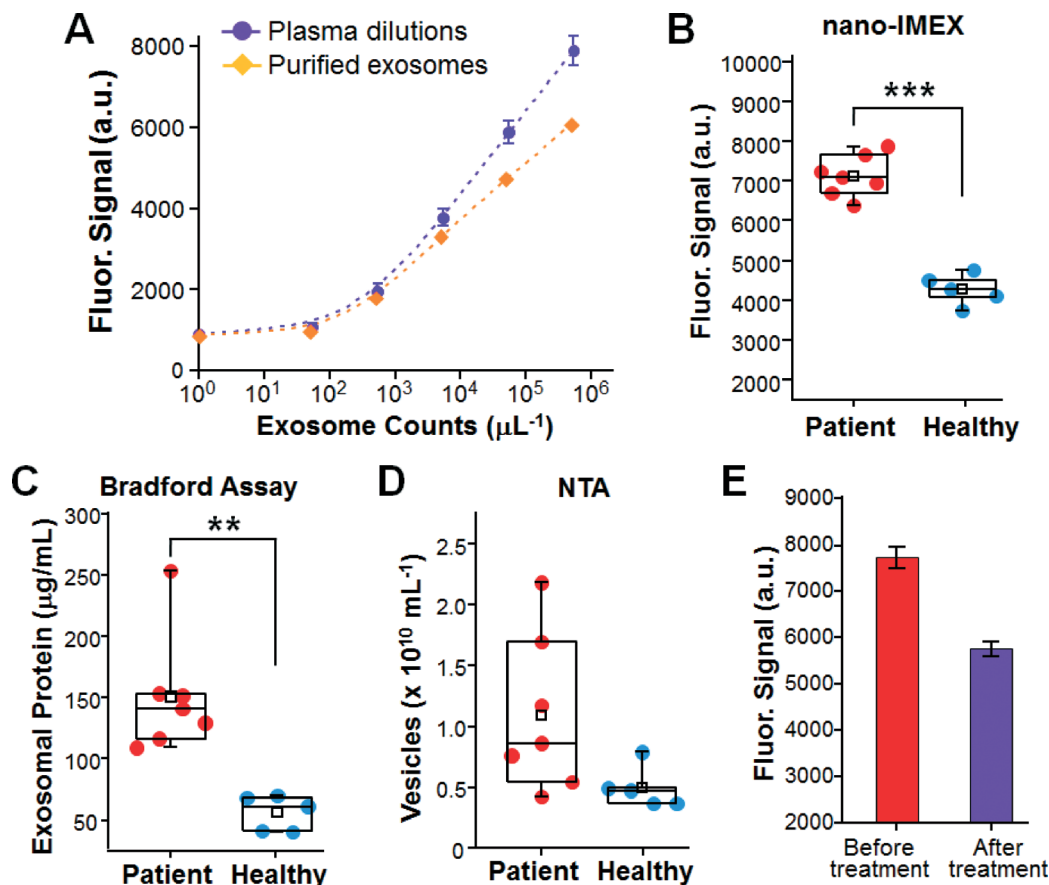 A
Plasma dilutions
Purified exosomes
Fluor. Signal (a.u.)
8000
6000
4000
2000
0
10⁰
10¹
10²
10³
10⁴
10⁵
10⁶
Exosome Counts (μL⁻¹)
B
nano-IMEX
Fluor. Signal (a.u.)
10000
9000
8000
7000
6000
5000
4000
3000
2000
***
Patient
Healthy
C
Bradford Assay
Exosomal Protein (μg/mL)
300
250
200
150
100
50
**
Patient
Healthy
D
NTA
Vesicles (x 10¹⁰ mL⁻¹)
2.5
2.0
1.5
1.0
0.5
0
Patient
Healthy
E
Fluor. Signal (a.u.)
9000
8000
7000
6000
5000
4000
3000
2000
Before
treatment
After
treatment